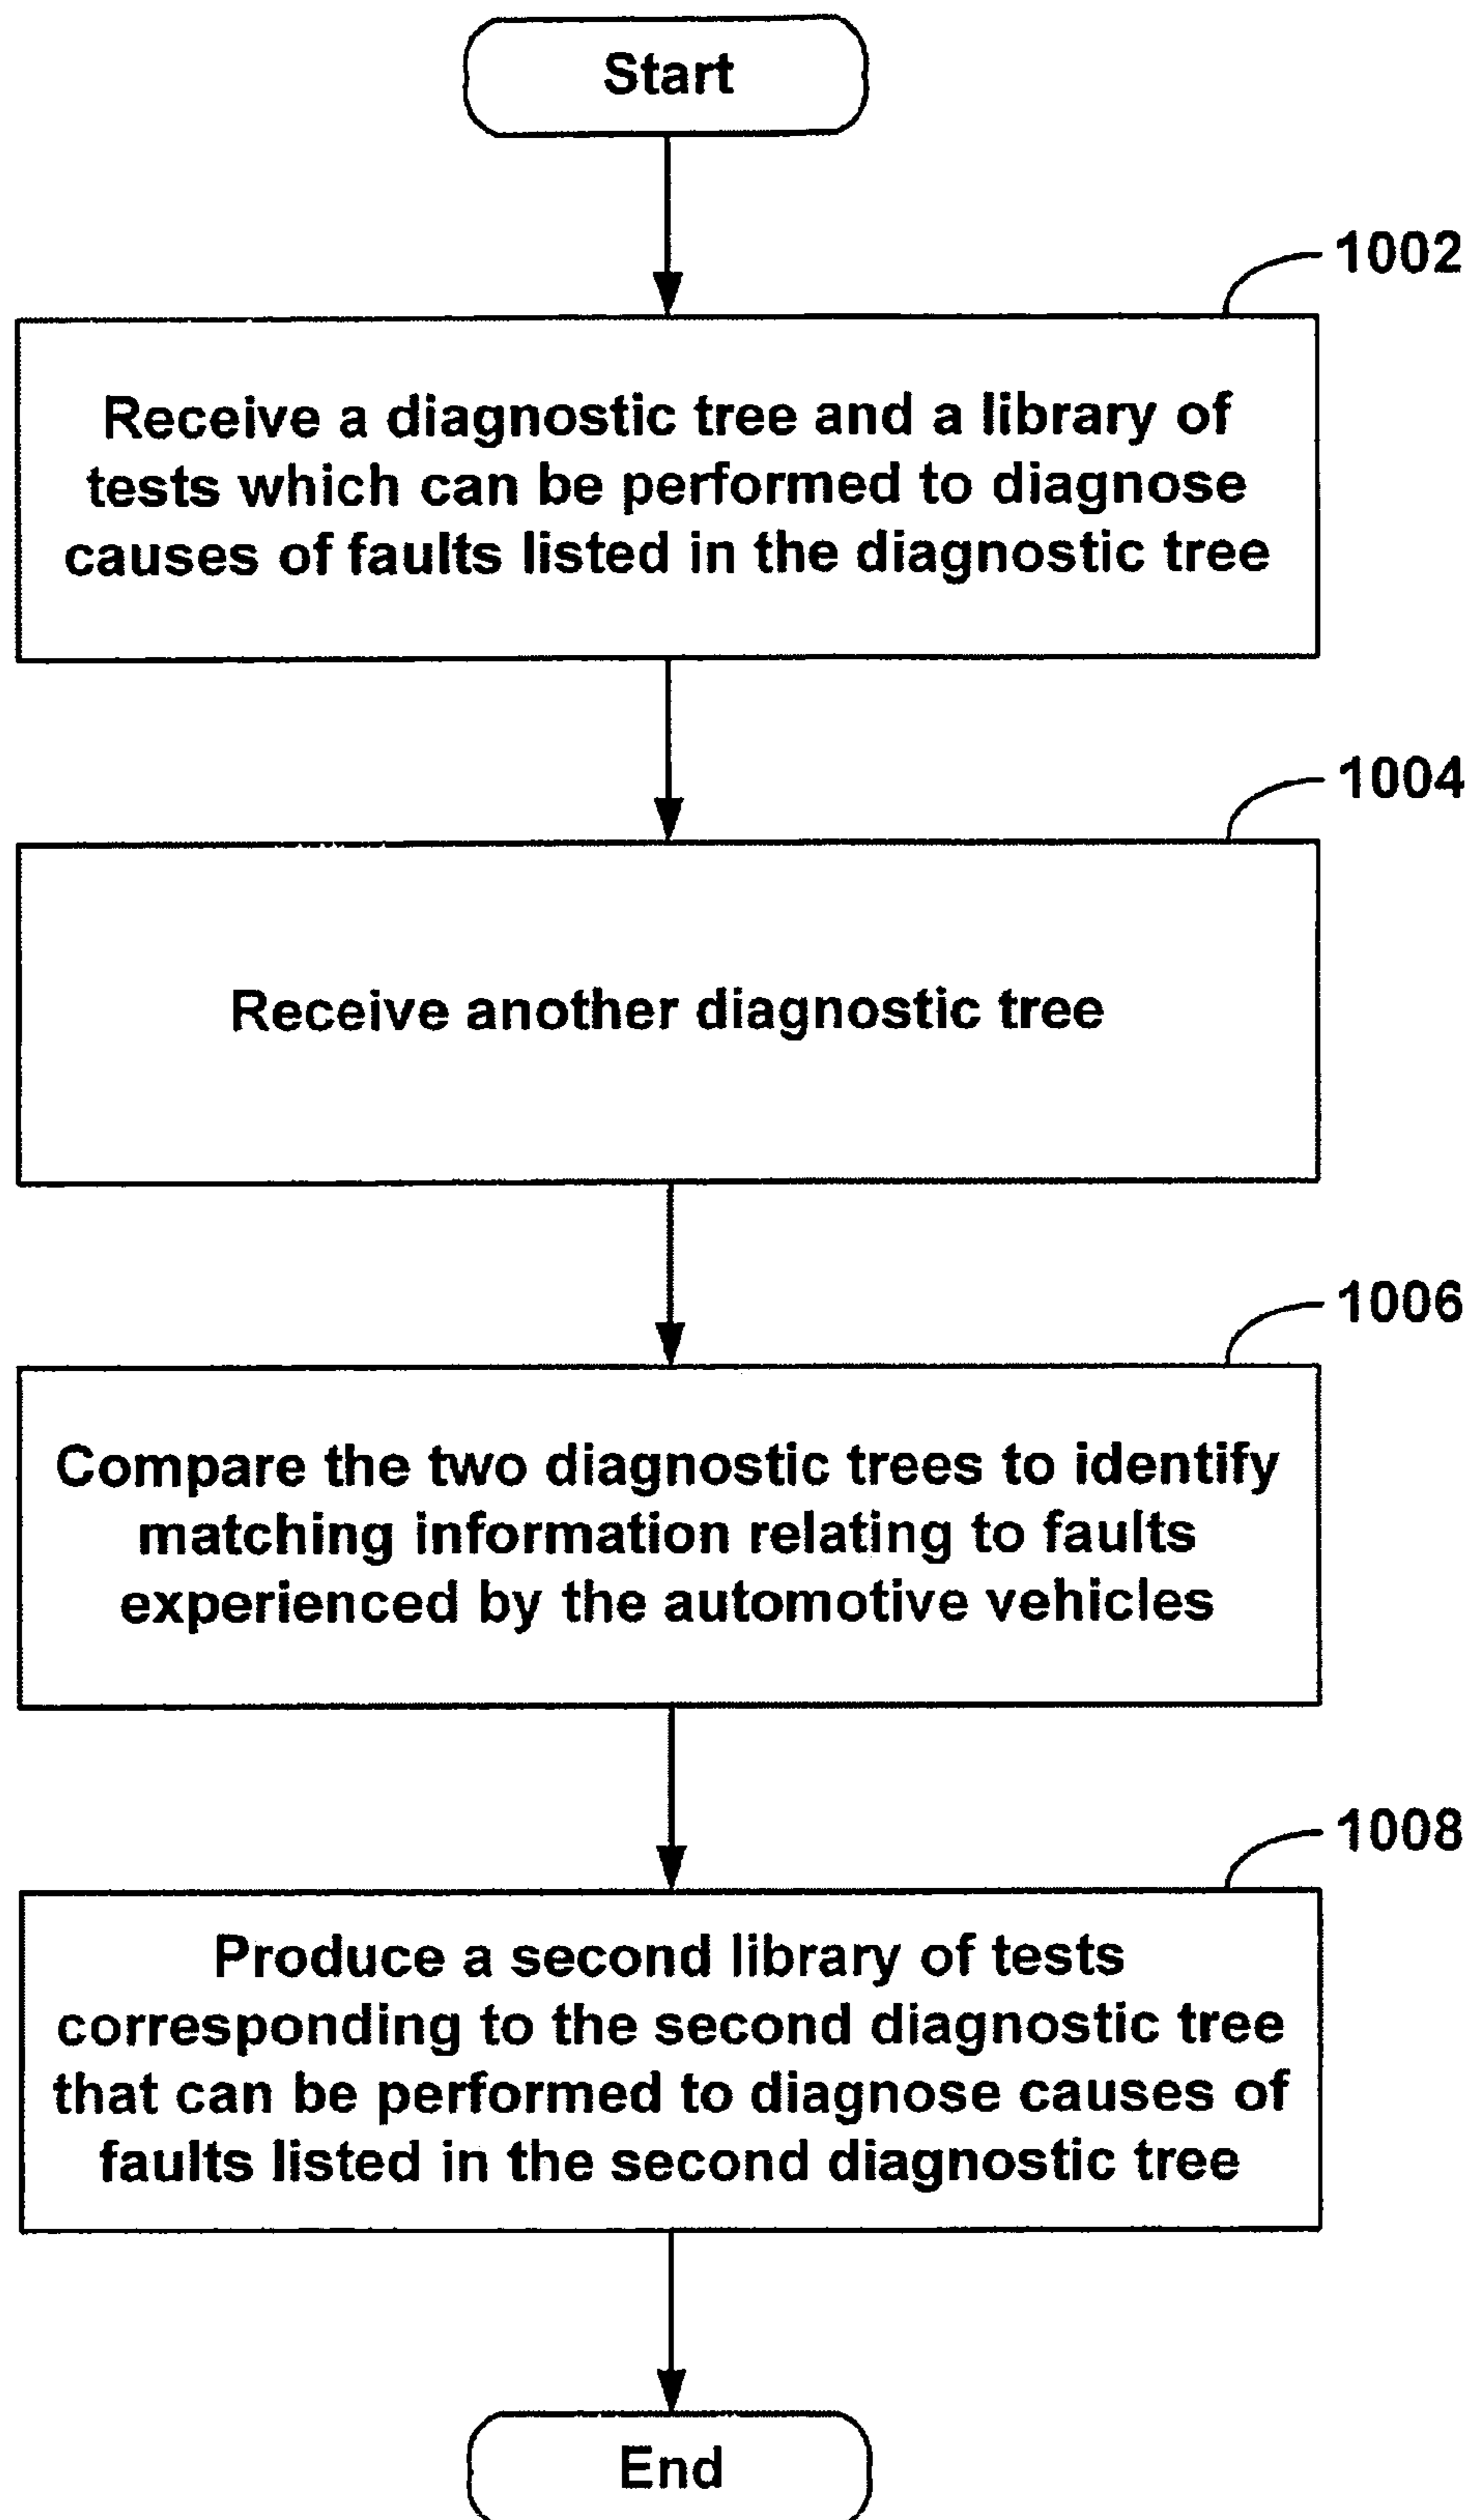 Start
1002
Receive a diagnostic tree and a library of
tests which can be performed to diagnose
causes of faults listed in the diagnostic tree
1004
Receive another diagnostic tree
1006
Compare the two diagnostic trees to identify
matching information relating to faults
experienced by the automotive vehicles
1008
Produce a second library of tests
corresponding to the second diagnostic tree
that can be performed to diagnose causes of
faults listed in the second diagnostic tree
End